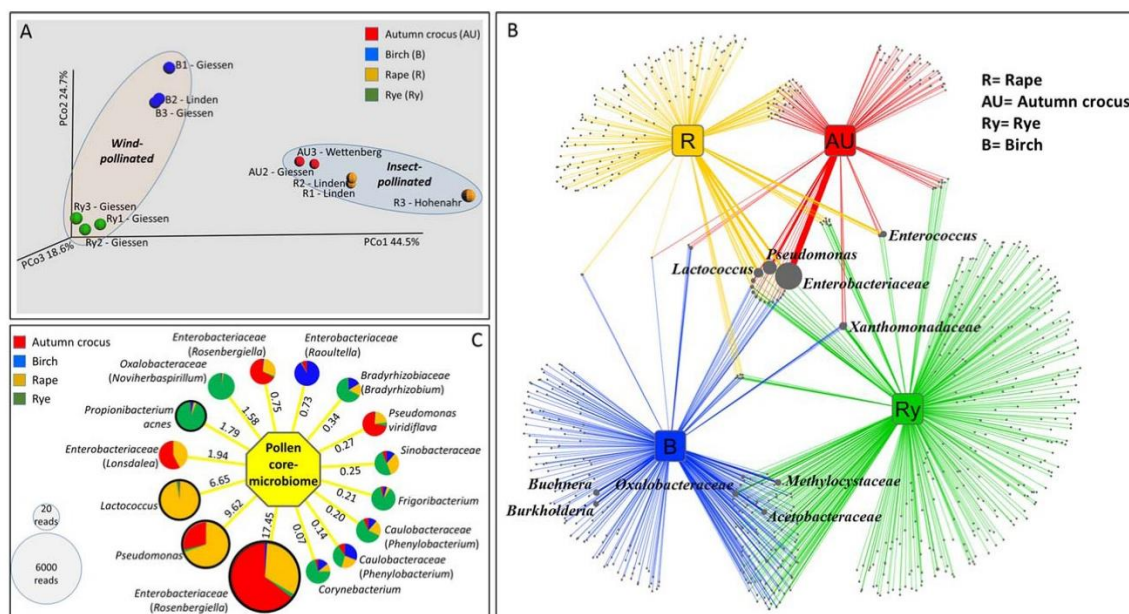 A
Autumn crocus (AU)
Birch (B)
Rape (R)
Rye (Ry)
PCo2 24.7%
B1 - Giessen
B2 - Linden
B3 - Giessen
Wind-
pollinated
AU3 - Wettenberg
AU2 - Giessen
Insect-
pollinated
R2 - Linden
R1 - Linden
R3 - Hohenahr
Ry3 - Giessen
Ry1 - Giessen
Ry2 - Giessen
PCo3 18.6%
PCo1 44.5%
B
R= Rape
AU= Autumn crocus
Ry= Rye
B= Birch
R
AU
Enterococcus
Pseudomonas
Lactococcus
Enterobacteriaceae
Xanthomonadaceae
Ry
B
Buchnera
Oxalobacteraceae
Methylocystaceae
Burkholderia
Acetobacteraceae
C
Autumn crocus
Birch
Rape
Rye
Enterobacteriaceae
(Rosenbergiella)
Enterobacteriaceae
(Raoultella)
Oxalobacteraceae
(Noviherbaspirillum)
Bradyrhizobiaceae
(Bradyrhizobium)
Propionibacterium
acnes
Pseudomonas
viridiflava
Enterobacteriaceae
(Lonsdalea)
Sinobacteraceae
Lactococcus
Frigoribacterium
Pseudomonas
Caulobacteraceae
(Phenylobacterium)
Caulobacteraceae
(Phenylobacterium)
Corynebacterium
Enterobacteriaceae
(Rosenbergiella)
Pollen
core-
microbiome
0.75
0.73
0.34
0.27
0.25
0.21
0.20
0.14
0.07
17.45
9.62
6.65
1.94
1.79
1.58
20
reads
6000
reads